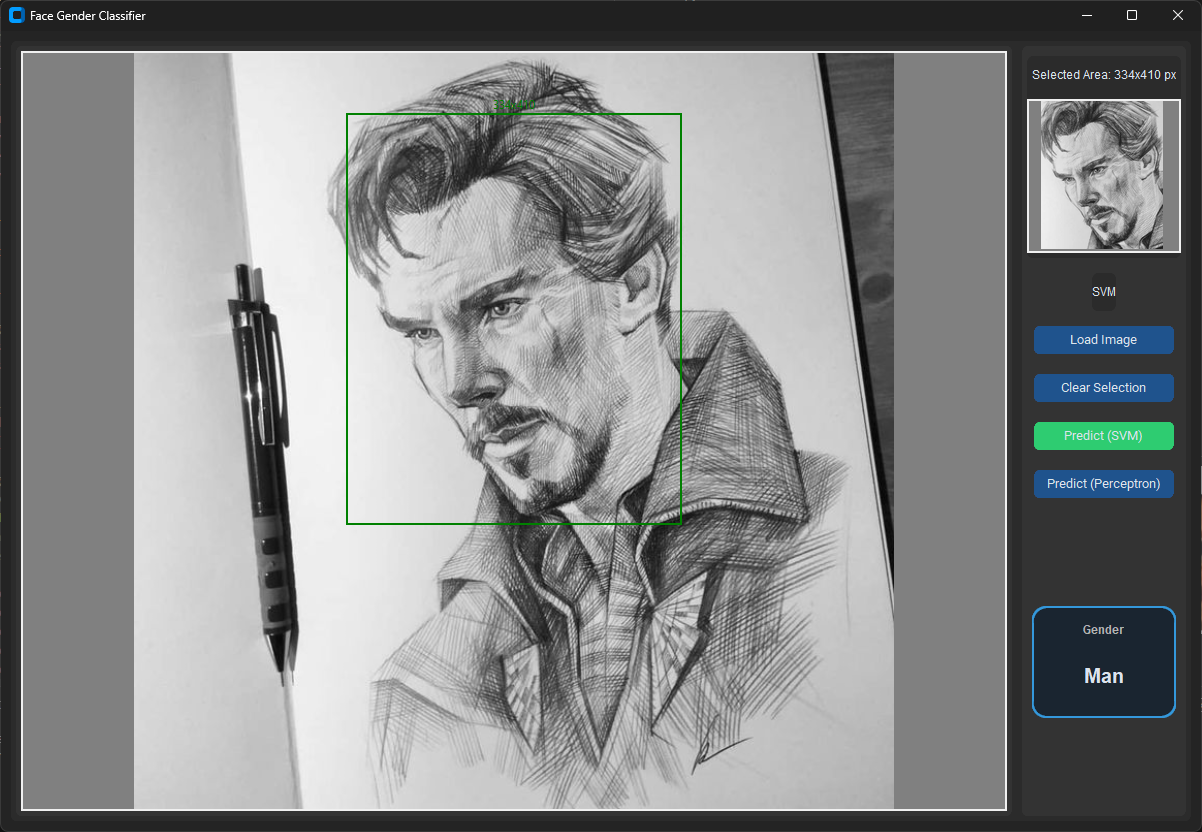 Face Gender Classifier
334x410
Selected Area: 334x410 px
SVM
Load Image
Clear Selection
Predict (SVM)
Predict (Perceptron)
Gender
Man